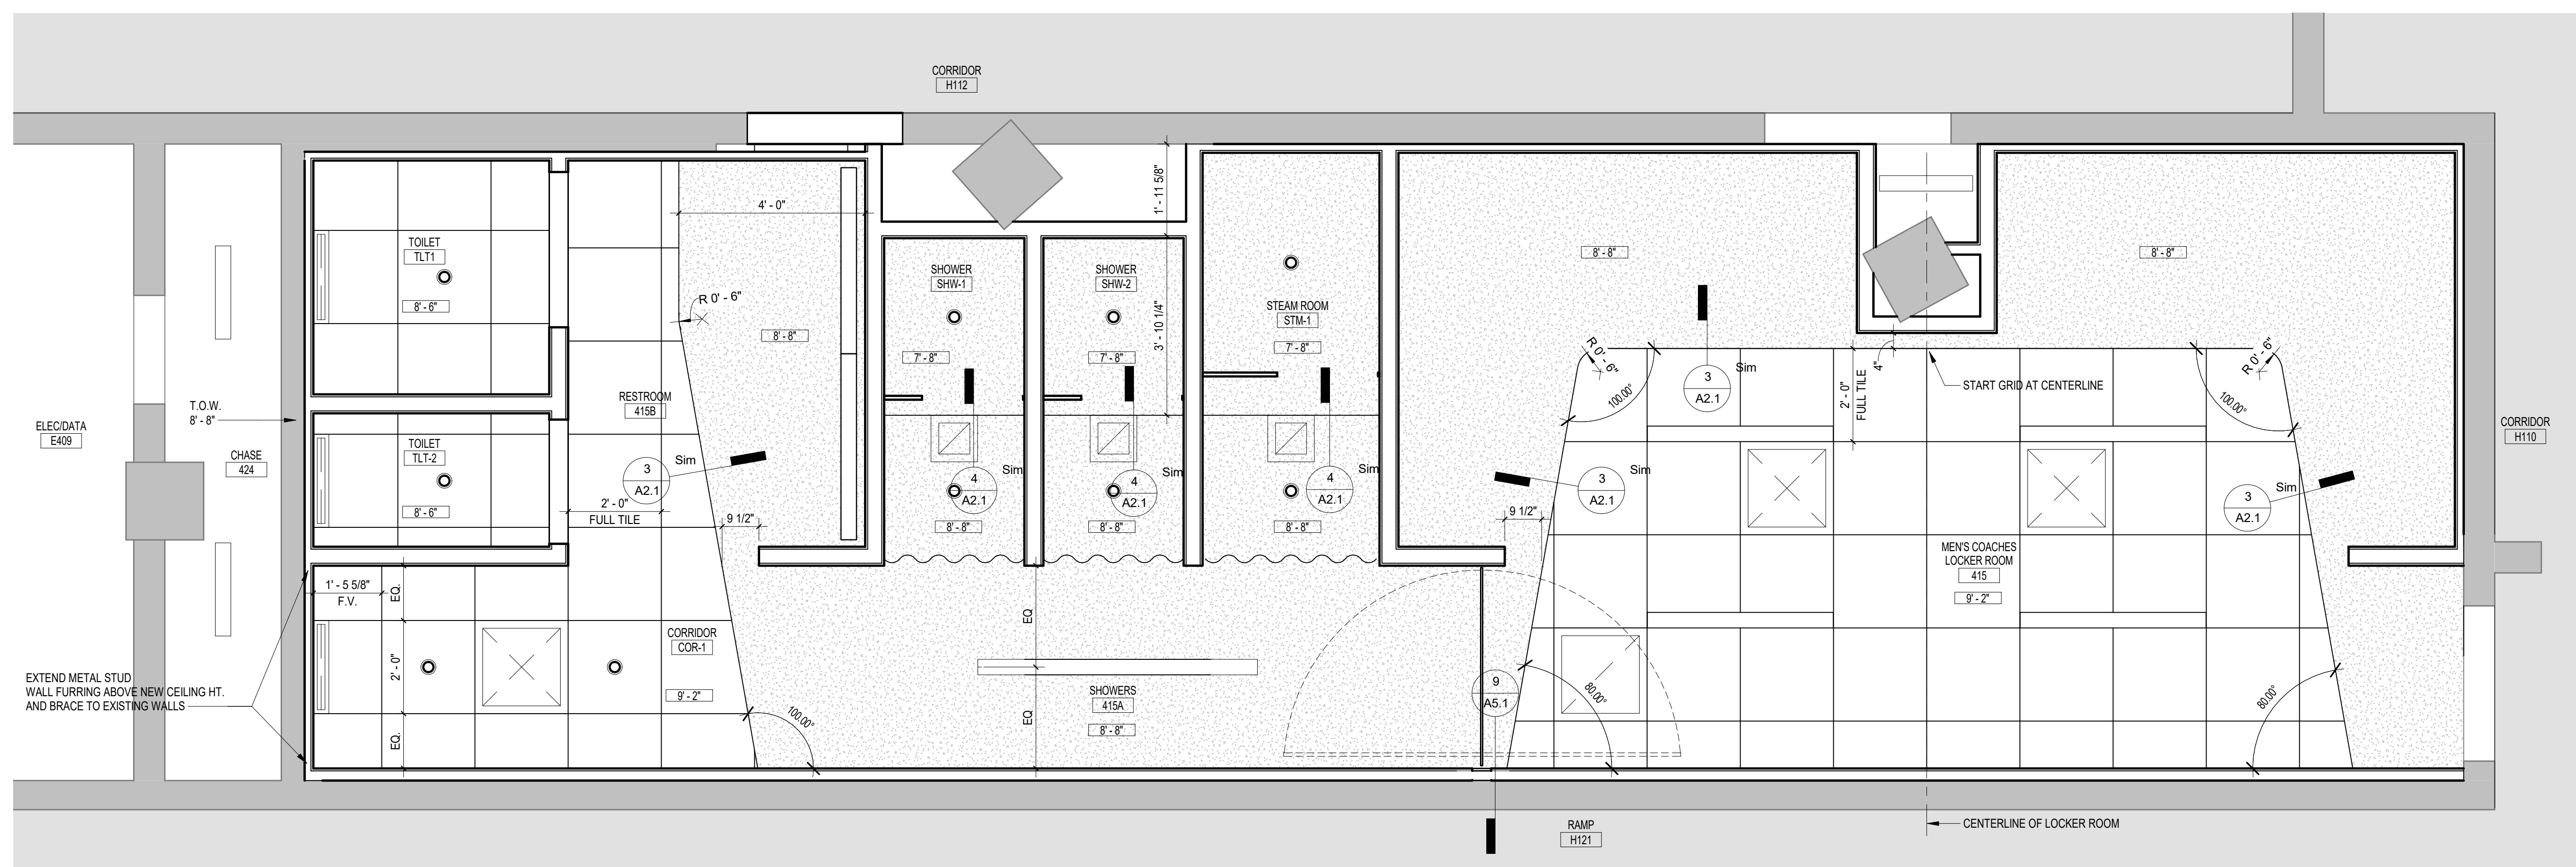 CORRIDOR
H112
TOILET
TLT1
8' - 6"
4' - 0"
R 0' - 6"
8' - 8"
SHOWER
SHW-1
7' - 8"
SHOWER
SHW-2
7' - 8"
1' - 11 5/8"
3' - 10 1/4"
STEAM ROOM
STM-1
7' - 8"
8' - 8"
8' - 8"
R 0' - 6"
100.00°
3
A2.1
Sim
2' - 0"
FULL TILE
4"
START GRID AT CENTERLINE
R 0' - 6"
100.00°
T.O.W.
8' - 8"
ELEC/DATA
E409
CHASE
424
RESTROOM
415B
TOILET
TLT-2
8' - 6"
3
A2.1
Sim
2' - 0"
FULL TILE
9 1/2"
4
A2.1
Sim
8' - 8"
4
A2.1
Sim
8' - 8"
4
A2.1
Sim
8' - 8"
9 1/2"
3
A2.1
Sim
3
A2.1
Sim
CORRIDOR
H110
MEN'S COACHES
LOCKER ROOM
415
9' - 2"
1' - 5 5/8"
F.V.
EQ.
2' - 0"
EQ.
CORRIDOR
COR-1
9' - 2"
100.00°
EQ
EQ
SHOWERS
415A
8' - 8"
9
A5.1
80.00°
80.00°
EXTEND METAL STUD
WALL FURRING ABOVE NEW CEILING HT.
AND BRACE TO EXISTING WALLS
RAMP
H121
CENTERLINE OF LOCKER ROOM